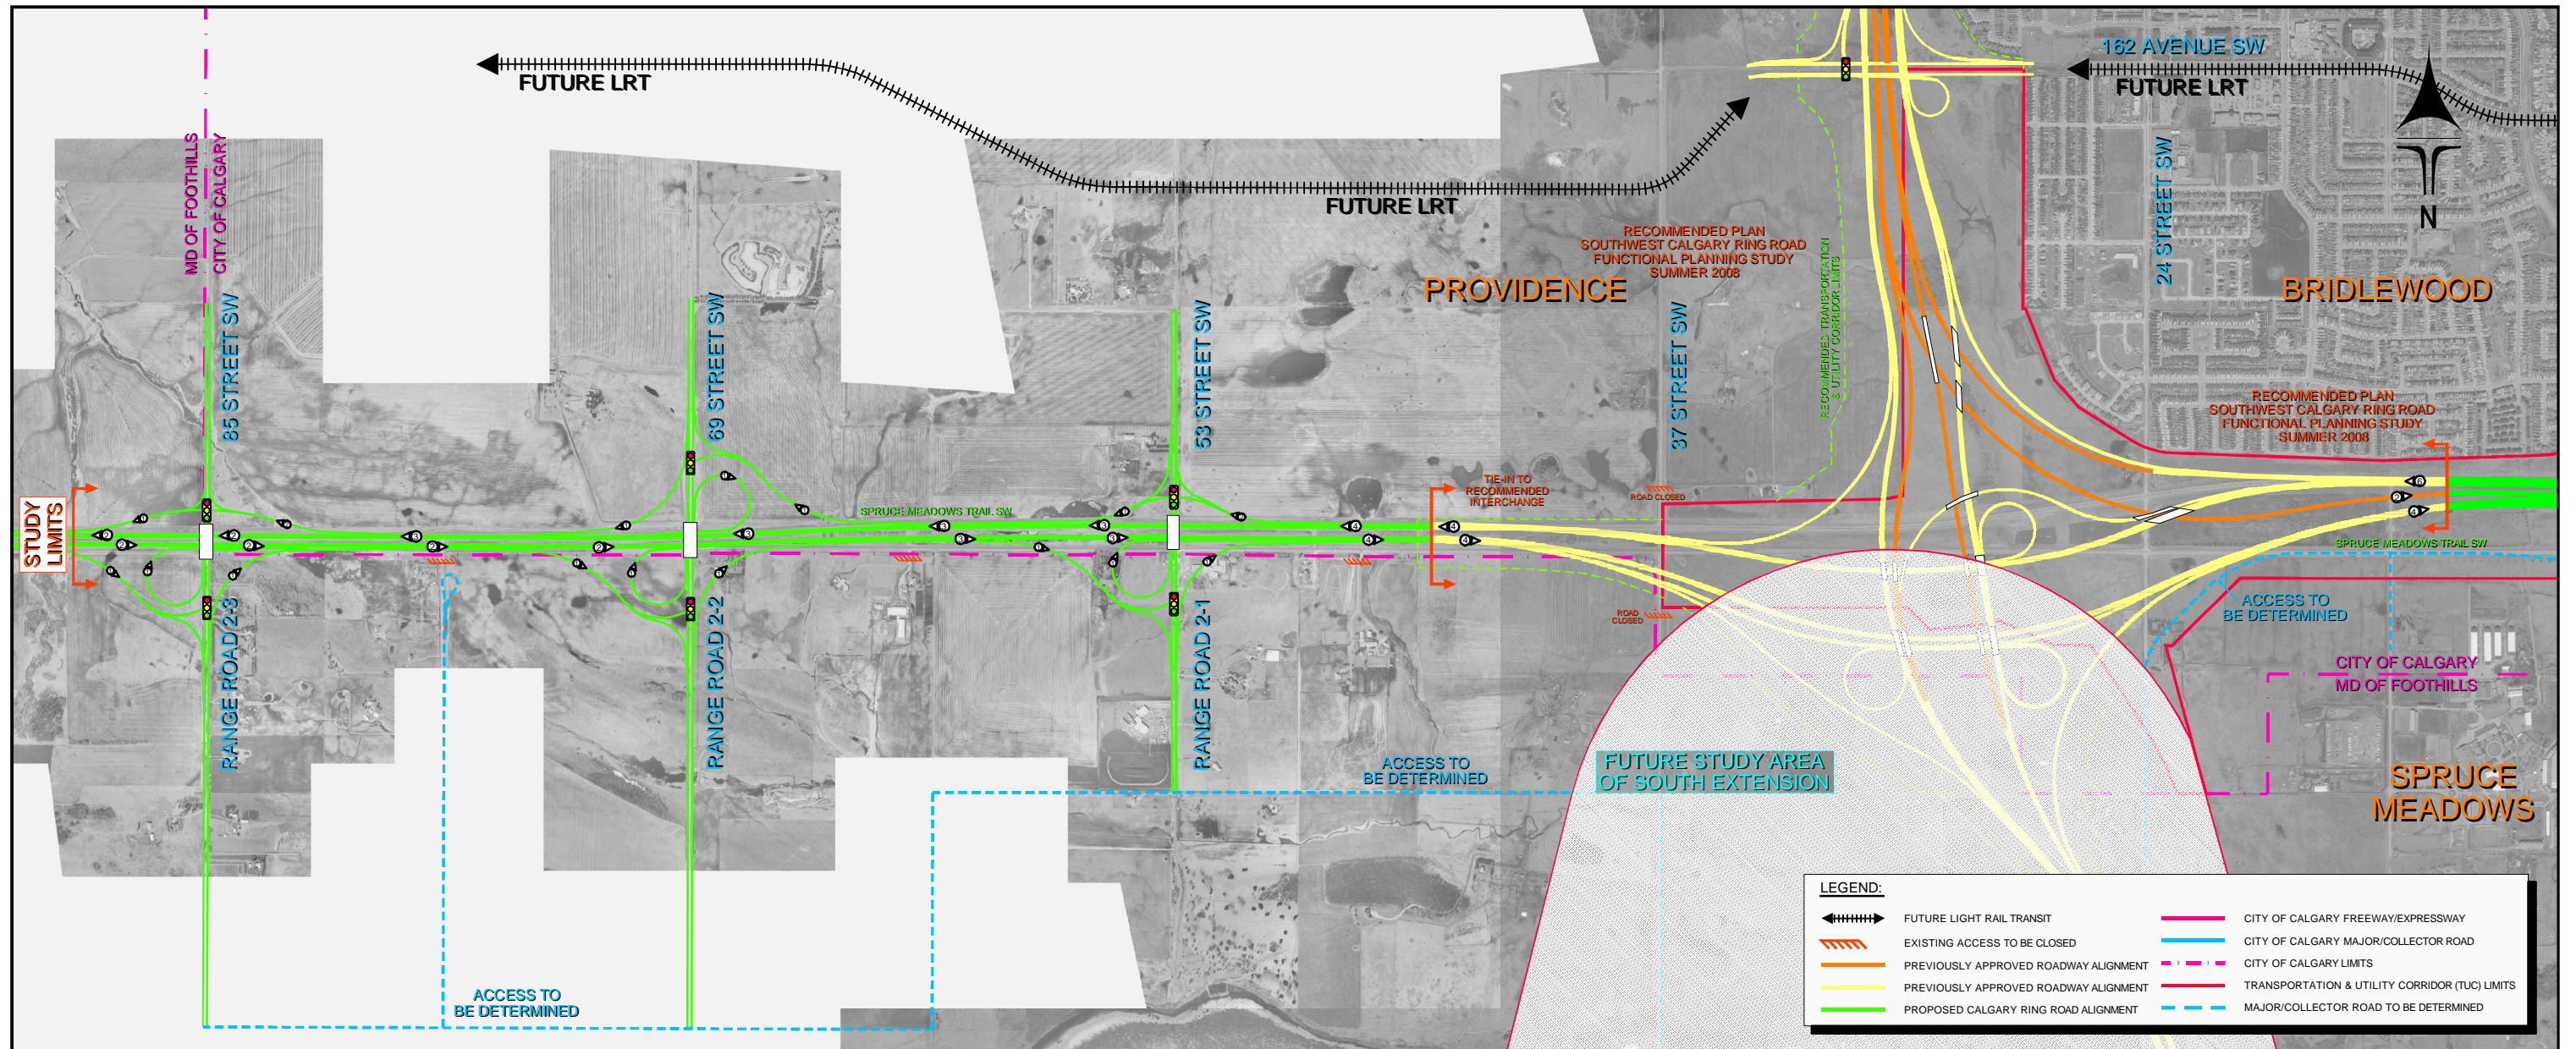 162 AVENUE SW
FUTURE LRT
FUTURE LRT
FUTURE LRT
N
MD OF FOOTHILLS
CITY OF CALGARY
24 STREET SW
RECOMMENDED PLAN
SOUTHWEST CALGARY RING ROAD
FUNCTIONAL PLANNING STUDY
SUMMER 2008
PROVIDENCE
BRIDLEWOOD
RECOMMENDED TRANSPORTATION
& UTILITY CORRIDOR LIMITS
85 STREET SW
69 STREET SW
53 STREET SW
37 STREET SW
RECOMMENDED PLAN
SOUTHWEST CALGARY RING ROAD
FUNCTIONAL PLANNING STUDY
SUMMER 2008
STUDY
LIMITS
TIE-IN TO
RECOMMENDED
INTERCHANGE
ROAD CLOSED
SPRUCE MEADOWS TRAIL SW
SPRUCE MEADOWS TRAIL SW
ROAD
CLOSED
ACCESS TO
BE DETERMINED
RANGE ROAD 2-3
RANGE ROAD 2-2
RANGE ROAD 2-1
CITY OF CALGARY
MD OF FOOTHILLS
ACCESS TO
BE DETERMINED
FUTURE STUDY AREA
OF SOUTH EXTENSION
SPRUCE
MEADOWS
ACCESS TO
BE DETERMINED
LEGEND:
FUTURE LIGHT RAIL TRANSIT
EXISTING ACCESS TO BE CLOSED
PREVIOUSLY APPROVED ROADWAY ALIGNMENT
PREVIOUSLY APPROVED ROADWAY ALIGNMENT
PROPOSED CALGARY RING ROAD ALIGNMENT
CITY OF CALGARY FREEWAY/EXPRESSWAY
CITY OF CALGARY MAJOR/COLLECTOR ROAD
CITY OF CALGARY LIMITS
TRANSPORTATION & UTILITY CORRIDOR (TUC) LIMITS
MAJOR/COLLECTOR ROAD TO BE DETERMINED